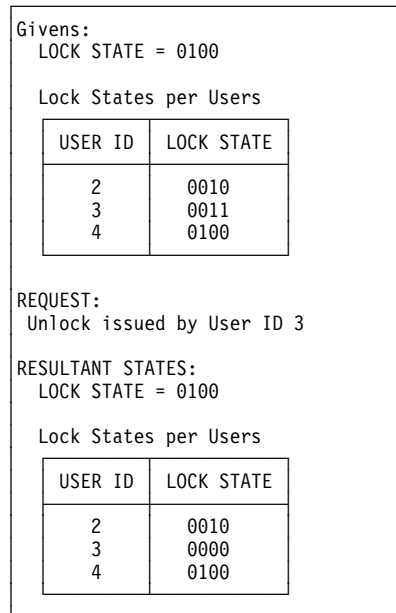 Givens:
LOCK STATE = 0100
Lock States per Users
USER ID LOCK STATE
2 0010
3 0011
4 0100
REQUEST:
Unlock issued by User ID 3
RESULTANT STATES:
LOCK STATE = 0100
Lock States per Users
USER ID LOCK STATE
2 0010
3 0000
4 0100